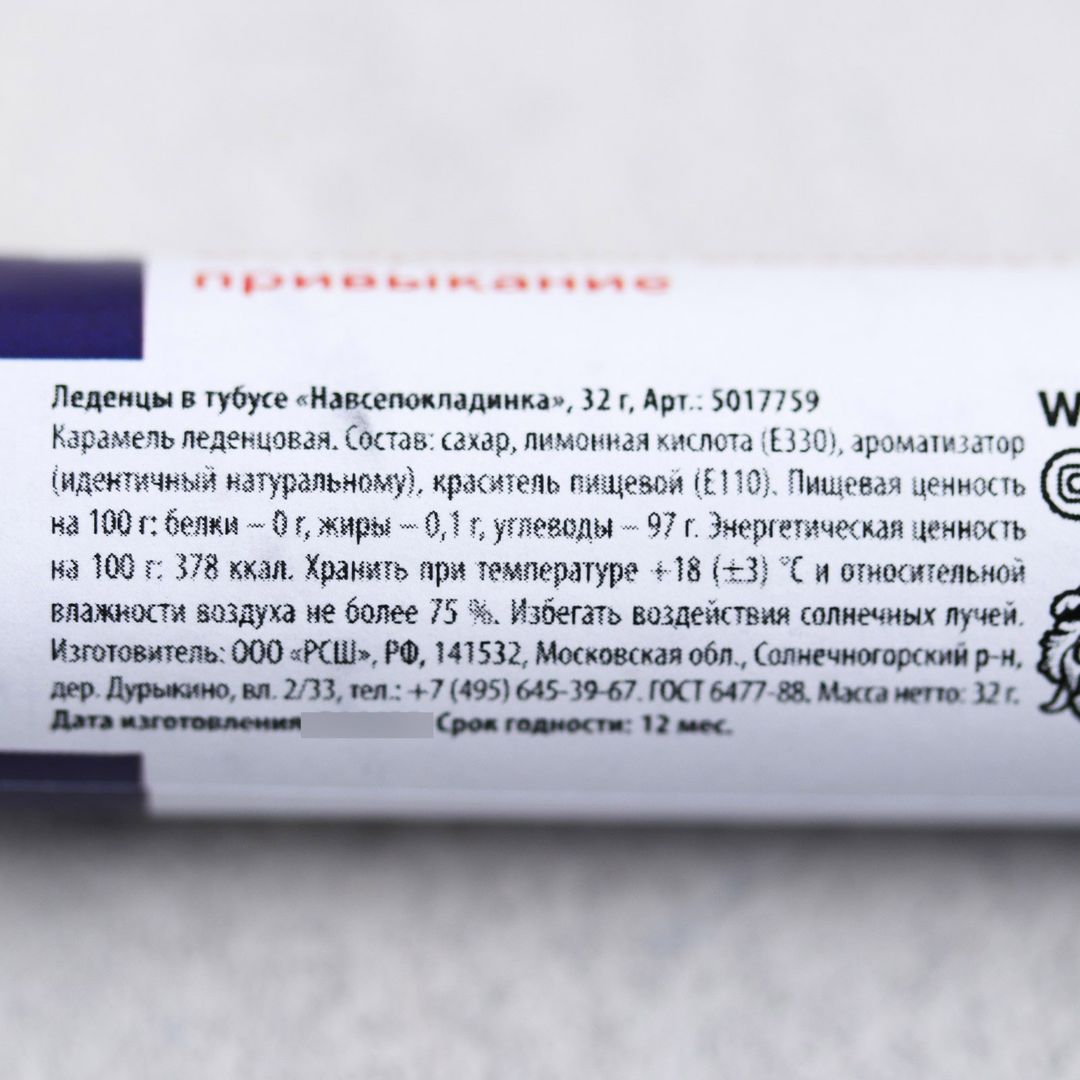 привыкание
Леденцы в тубусе «Навсепокладинка», 32 г, Арт.: 5017759
Карамель леденцовая. Состав: сахар, лимонная кислота (Е330), ароматизатор
(идентичный натуральному), краситель пищевой (Е110). Пищевая ценность
на 100 г: белки – 0 г, жиры – 0,1 г, углеводы – 97 г. Энергетическая ценность
на 100 г: 378 ккал. Хранить при температуре +18 (±3) °С и относительной
влажности воздуха не более 75 %. Избегать воздействия солнечных лучей.
Изготовитель: ООО «РСШ», РФ, 141532, Московская обл., Солнечногорский р-н,
дер. Дурыкино, вл. 2/33, тел.: +7 (495) 645-39-67. ГОСТ 6477-88. Масса нетто: 32 г.
Дата изготовления Срок годности: 12 мес.